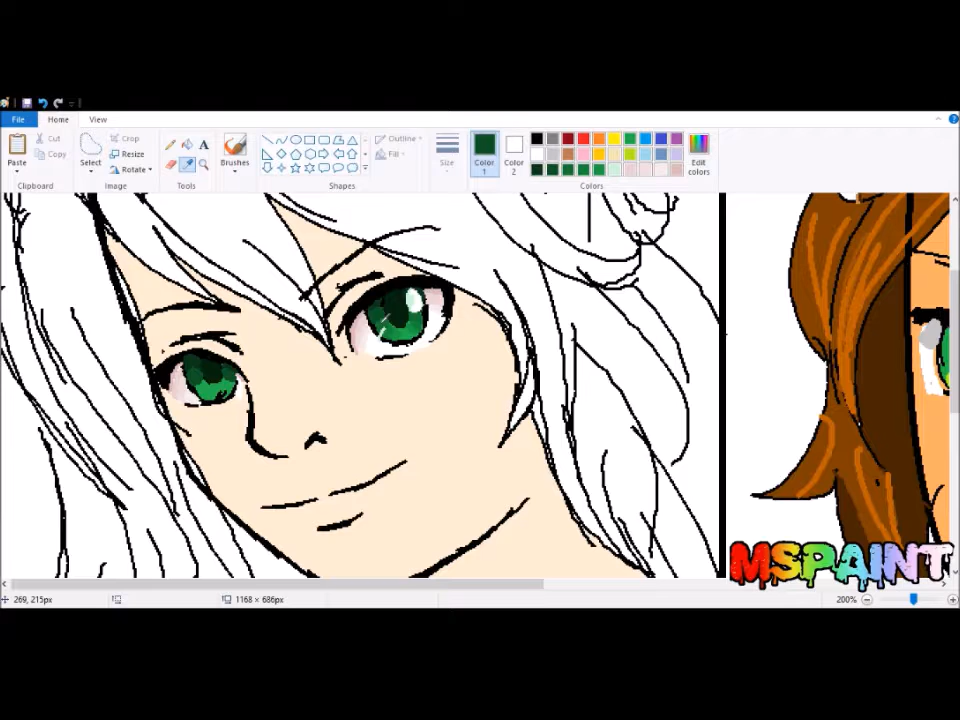 File Home View
Cut
Copy
Paste
Clipboard
Select
Crop
Resize
Rotate
Image
A
Tools
Brushes
Outline
Fill
Shapes
Size
Color
1
Color
2
Edit
colors
Colors
MSPAINT
269, 215px
1168 × 686px
200%